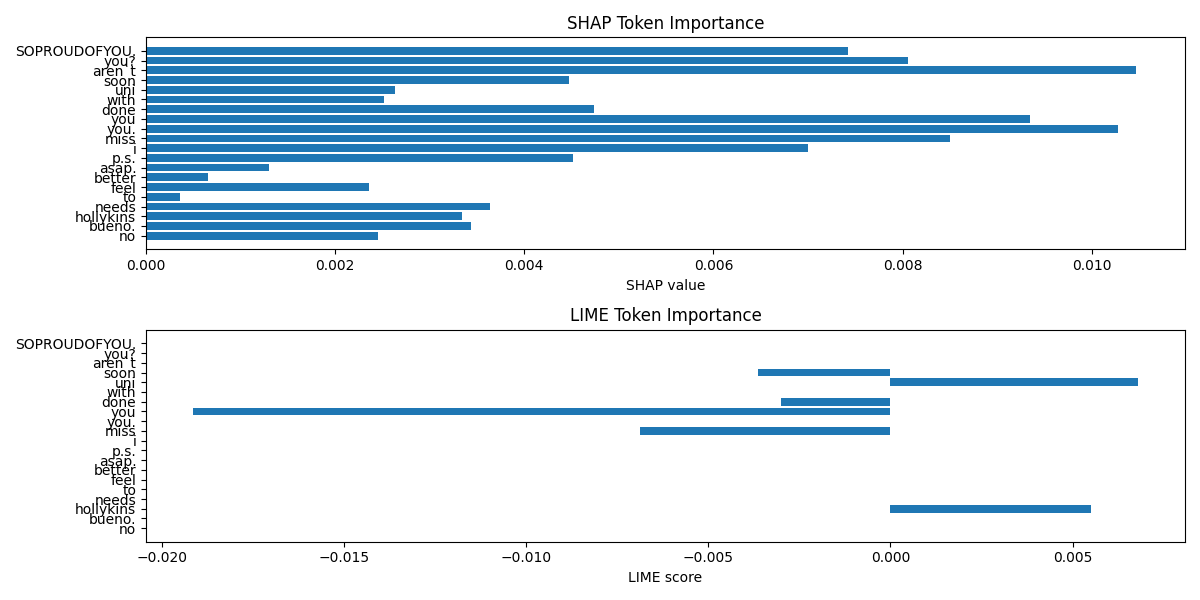 SHAP Token Importance
SOPROUDOFYOU.
you?
aren´t
soon
uni
with
done
you
you.
miss
i
p.s.
asap.
better
feel
to
needs
hollykins
bueno.
no
0.000 0.002 0.004 0.006 0.008 0.010
SHAP value
LIME Token Importance
SOPROUDOFYOU.
you?
aren´t
soon
uni
with
done
you
you.
miss
i
p.s.
asap.
better
feel
to
needs
hollykins
bueno.
no
−0.020 −0.015 −0.010 −0.005 0.000 0.005
LIME score